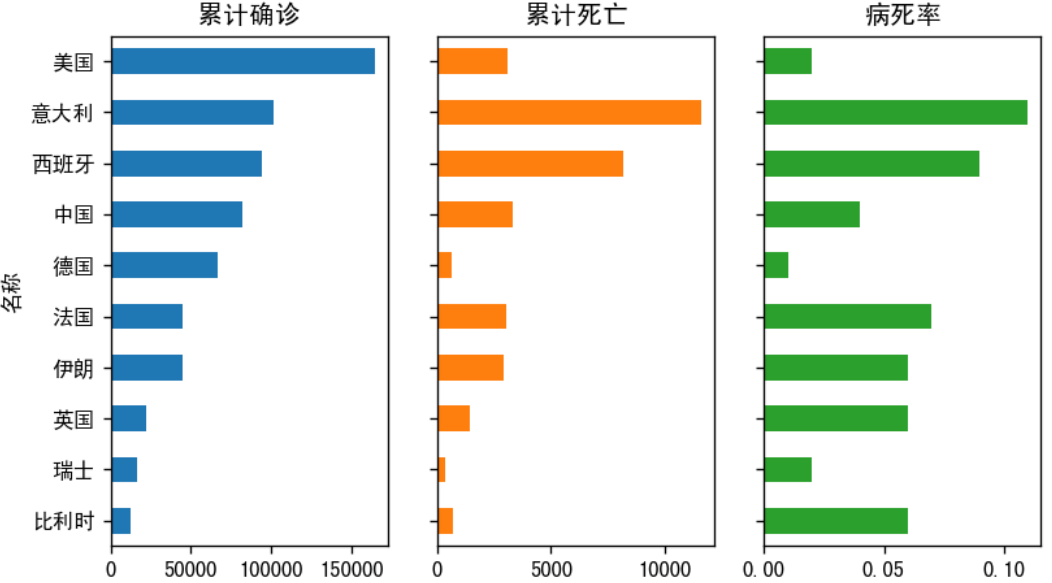 累计确诊
累计死亡
病死率
名称
美国
意大利
西班牙
中国
德国
法国
伊朗
英国
瑞士
比利时
0 50000 100000 150000
0 5000 10000
0.00 0.05 0.10